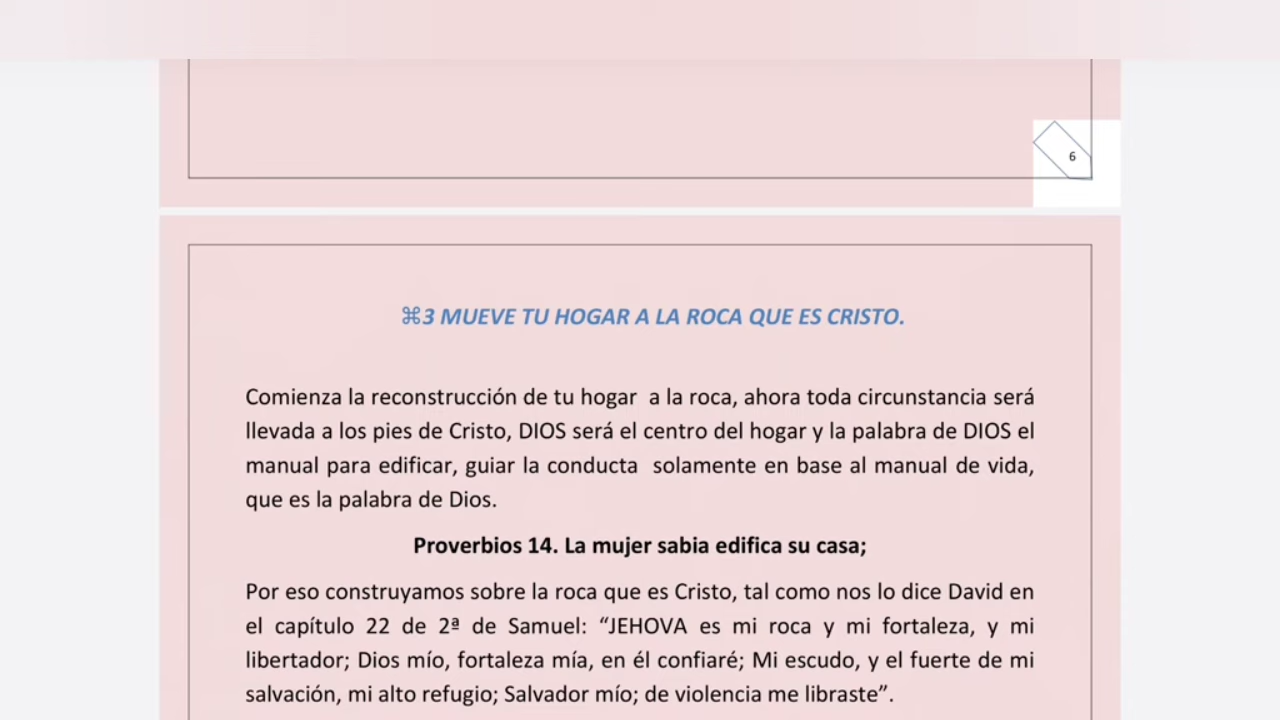 6
⌘3 MUEVE TU HOGAR A LA ROCA QUE ES CRISTO.
Comienza la reconstrucción de tu hogar a la roca, ahora toda circunstancia será
llevada a los pies de Cristo, DIOS será el centro del hogar y la palabra de DIOS el
manual para edificar, guiar la conducta solamente en base al manual de vida,
que es la palabra de Dios.
Proverbios 14. La mujer sabia edifica su casa;
Por eso construyamos sobre la roca que es Cristo, tal como nos lo dice David en
el capítulo 22 de 2ª de Samuel: “JEHOVA es mi roca y mi fortaleza, y mi
libertador; Dios mío, fortaleza mía, en él confiaré; Mi escudo, y el fuerte de mi
salvación, mi alto refugio; Salvador mío; de violencia me libraste”.